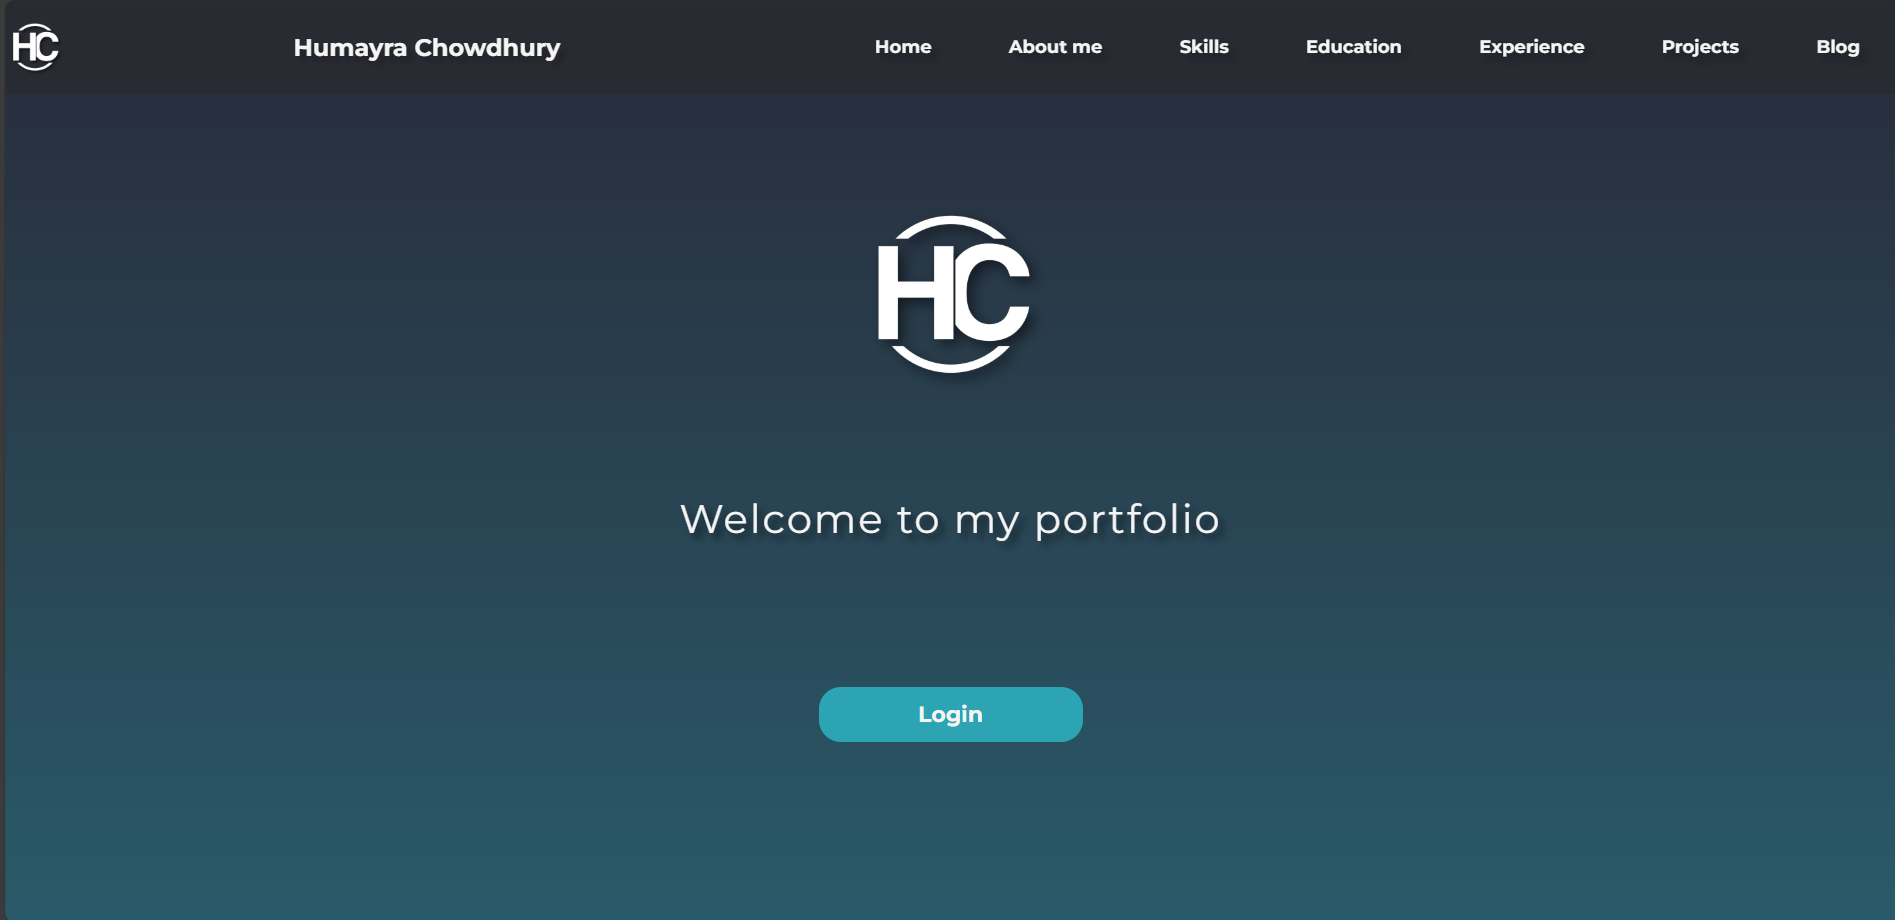 HC
Humayra Chowdhury
Home
About me
Skills
Education
Experience
Projects
Blog
HC
Welcome to my portfolio
Login